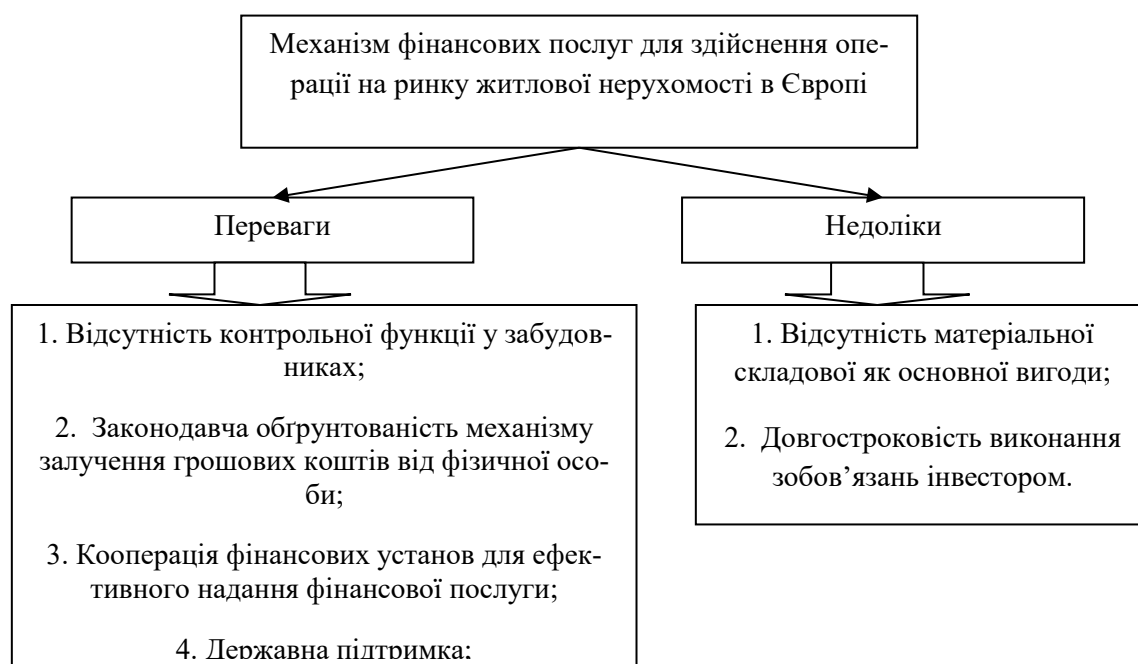 Механізм фінансових послуг для здійснення опе-
рації на ринку житлової нерухомості в Європі
Переваги
Недоліки
1. Відсутність контрольної функції у забудов-
никах;
2. Законодавча обґрунтованість механізму
залучення грошових коштів від фізичної осо-
би;
3. Кооперація фінансових установ для ефек-
тивного надання фінансової послуги;
4. Державна підтримка;
1. Відсутність матеріальної
складової як основної вигоди;
2. Довгостроковість виконання
зобов’язань інвестором.